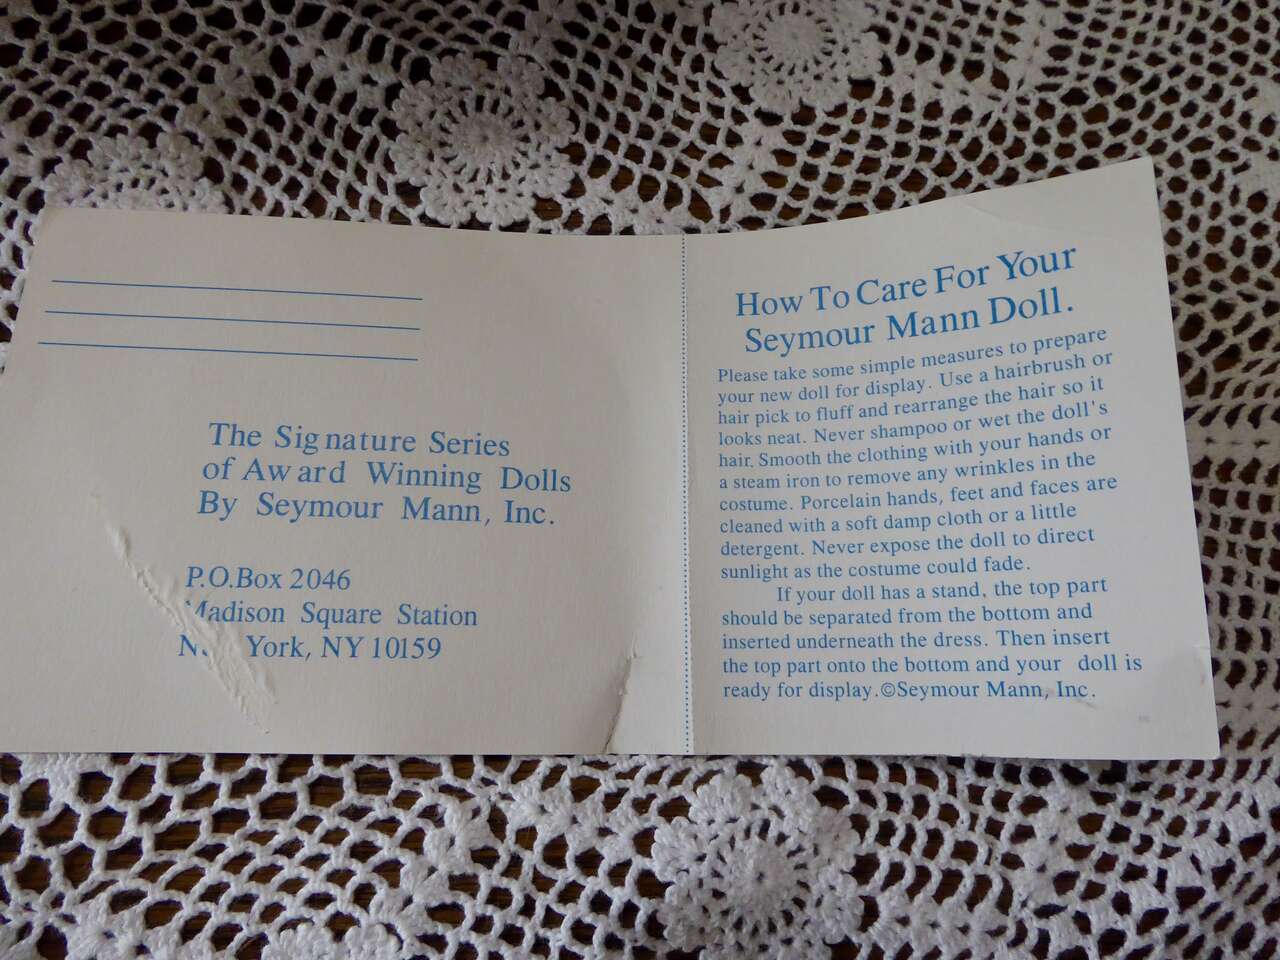 The Signature Series
of Award Winning Dolls
By Seymour Mann, Inc.
P.O.Box 2046
Madison Square Station
York, NY 10159
How To Care For Your
Seymour Mann Doll.
Please take some simple measures to prepare
your new doll for display. Use a hairbrush or
hair pick to fluff and rearrange the hair so it
looks neat. Never shampoo or wet the doll's
hair. Smooth the clothing with your hands or
a steam iron to remove any wrinkles in the
costume. Porcelain hands, feet and faces are
cleaned with a soft damp cloth or a little
detergent. Never expose the doll to direct
sunlight as the costume could fade.
If your doll has a stand, the top part
should be separated from the bottom and
inserted underneath the dress. Then insert
the top part onto the bottom and your doll is
ready for display.©Seymour Mann, Inc.